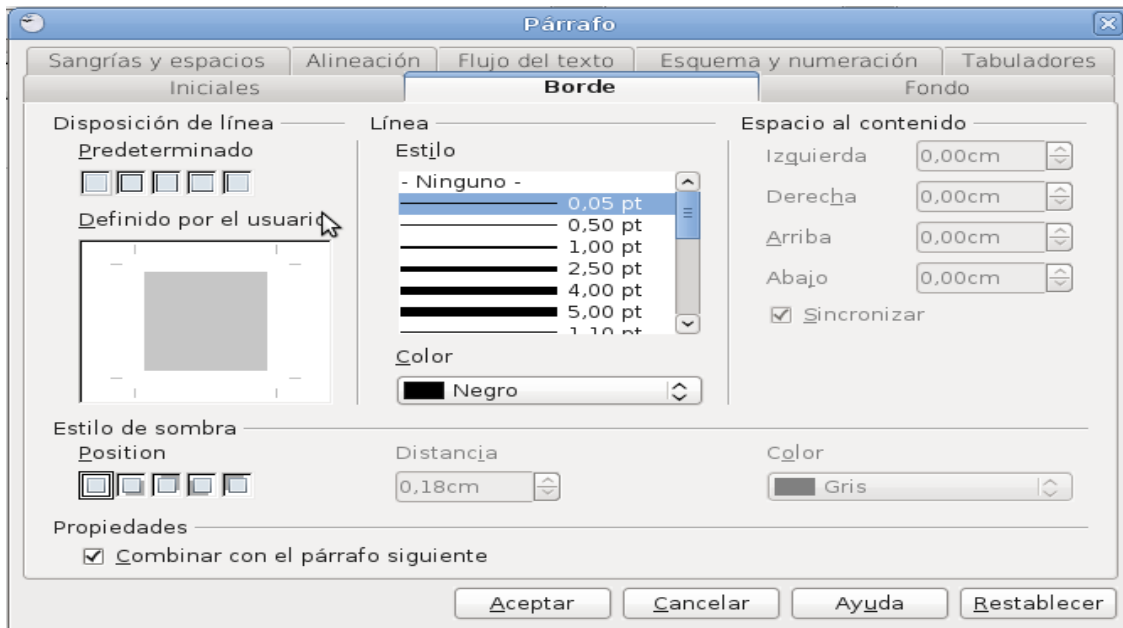 Párrafo
Sangrías y espacios Alineación Flujo del texto Esquema y numeración Tabuladores
Iniciales Borde Fondo
Disposición de línea Línea Espacio al contenido
Predeterminado Estilo Izquierda 0,00cm
- Ninguno -
0,05 pt Derecha 0,00cm
Definido por el usuario 0,50 pt
1,00 pt Arriba 0,00cm
2,50 pt
4,00 pt Abajo 0,00cm
5,00 pt
1,10 pt Sincronizar
Color
Negro
Estilo de sombra
Position Distancia Color
0,18cm Gris
Propiedades
Combinar con el párrafo siguiente
Aceptar Cancelar Ayuda Restablecer